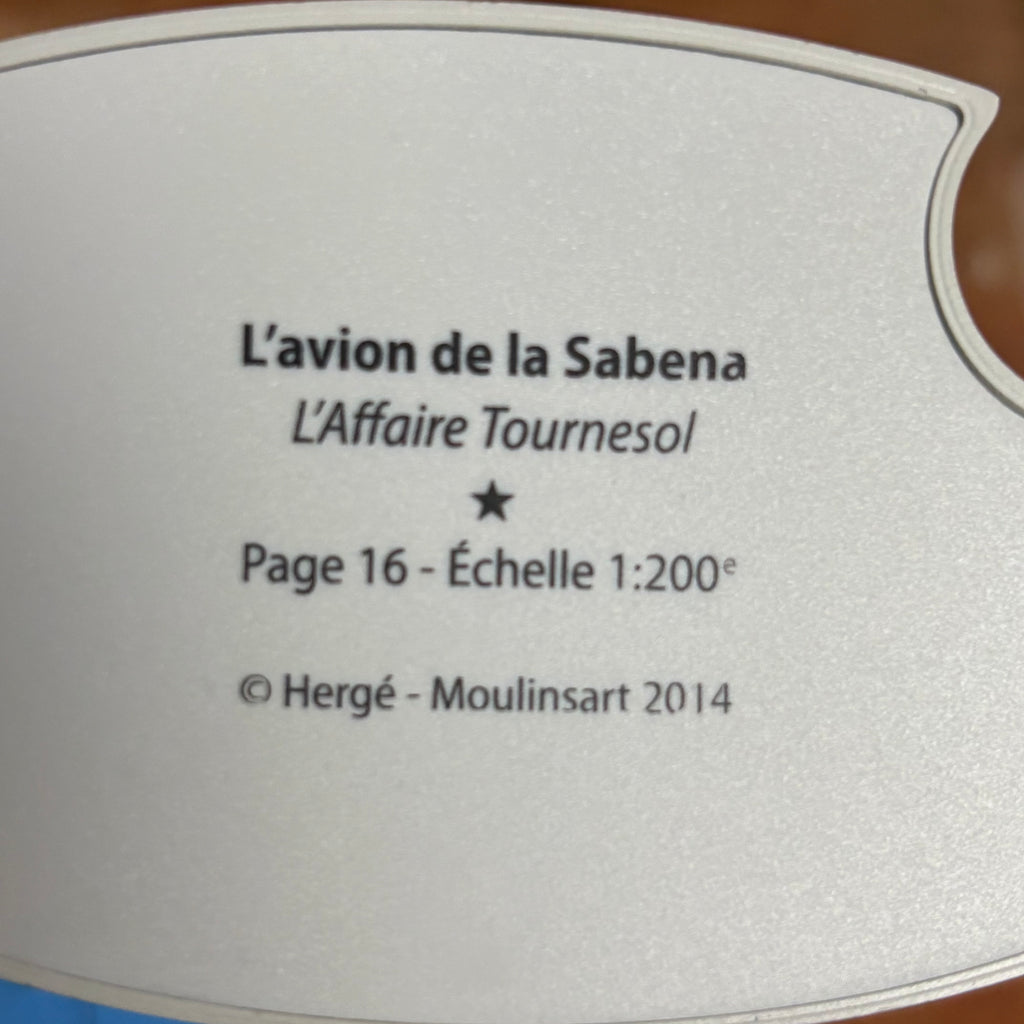 L'avion de la Sabena
L'Affaire Tournesol
★
Page 16 - Échelle 1:200ᵉ
© Hergé - Moulinsart 2014